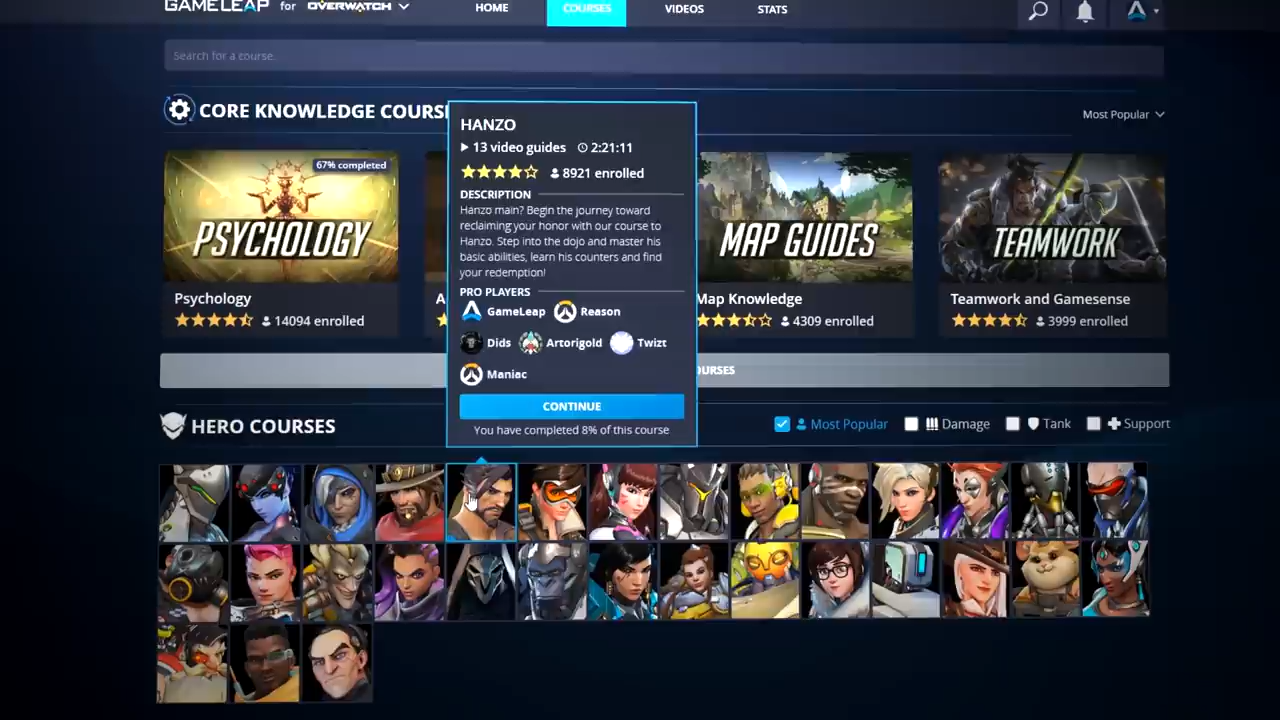 GAMELEAP for OVERWATCH
HOME COURSES VIDEOS STATS
Search for a course.
CORE KNOWLEDGE COURS
Most Popular
67% completed
PSYCHOLOGY
MAP GUIDES
TEAMWORK
Psychology
14094 enrolled
Map Knowledge
4309 enrolled
Teamwork and Gamesense
3999 enrolled
HANZO
13 video guides 2:21:11
8921 enrolled
DESCRIPTION
Hanzo main? Begin the journey toward
reclaiming your honor with our course to
Hanzo. Step into the dojo and master his
basic abilities, learn his counters and find
your redemption!
PRO PLAYERS
GameLeap Reason
Dids Artorigold Twizt
Maniac
CONTINUE
You have completed 8% of this course
OURSES
HERO COURSES
Most Popular Damage Tank Support